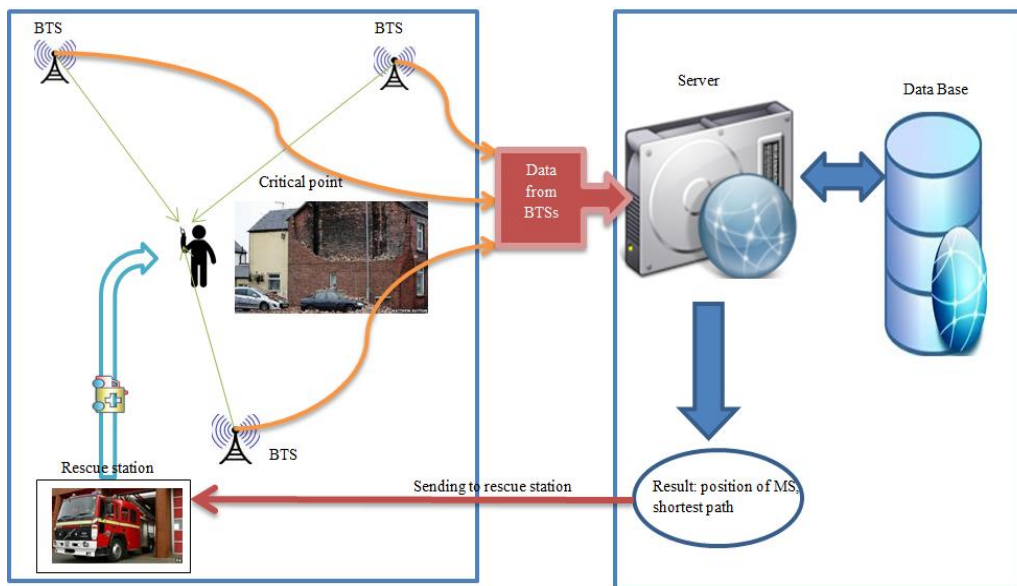 BTS
BTS
Server
Data Base
Data
from
BTSs
Critical point
BTS
Rescue station
Sending to rescue station
Result: position of MS,
shortest path